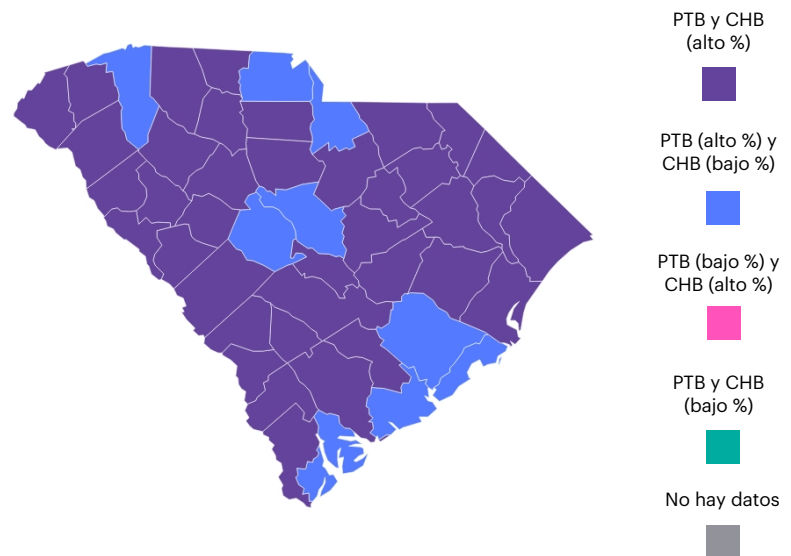 PTB y CHB
(alto %)
PTB (alto %) y
CHB (bajo %)
PTB (bajo %) y
CHB (alto %)
PTB y CHB
(bajo %)
No hay datos